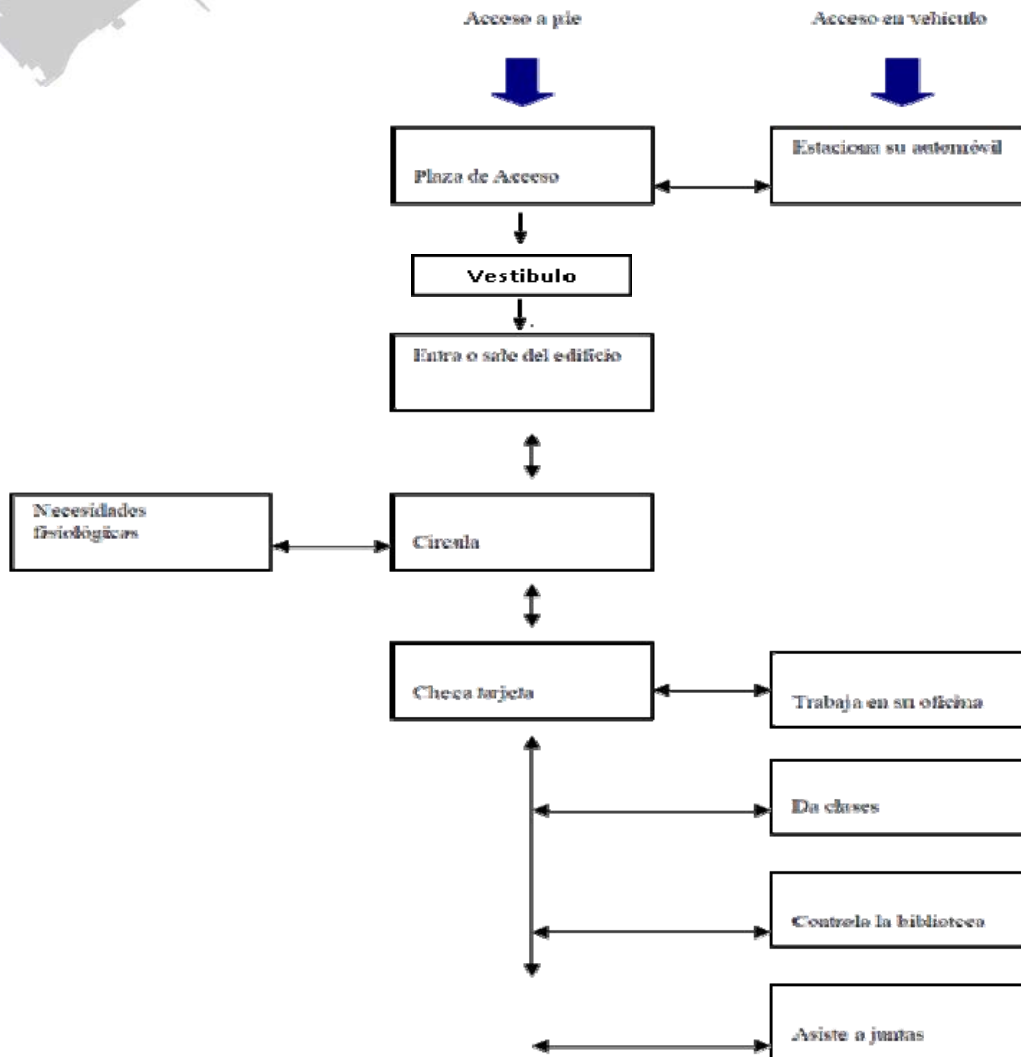 Acceso a pie
Acceso en vehículo
Plaza de Acceso
Estaciona su automóvil
Vestibulo
Entra o sale del edificio
Necesidades
fisiológicas
Circula
Checa tarjeta
Trabaja en su oficina
Da clases
Controla la biblioteca
Asiste a juntas